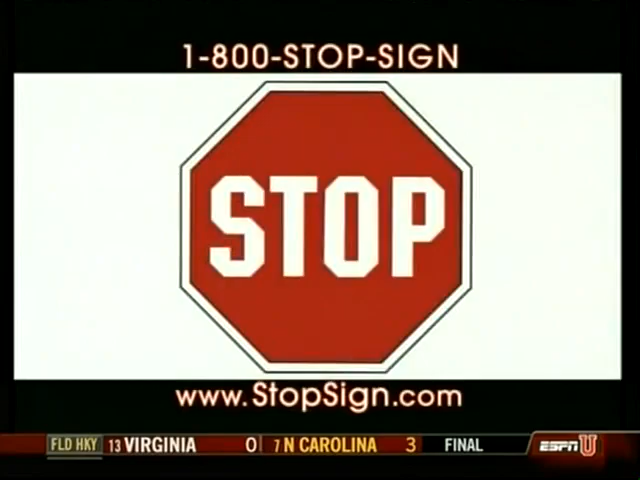 1-800-STOP-SIGN
STOP
www.StopSign.com
FLD HKY 13 VIRGINIA 0 7 N CAROLINA 3 FINAL ESPN U